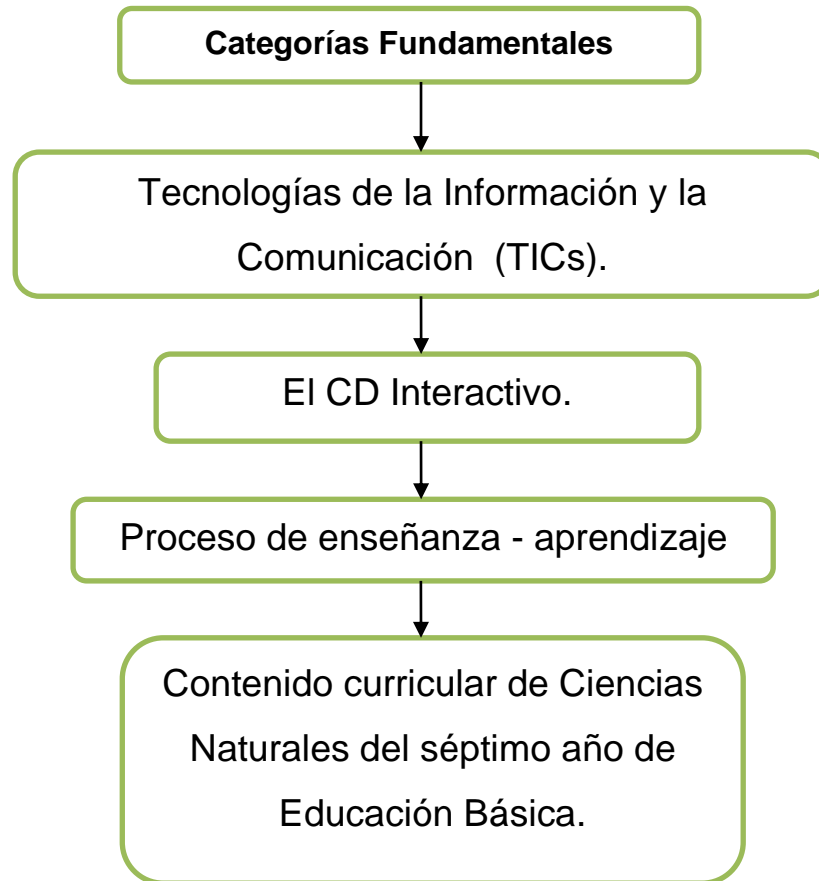 Categorías Fundamentales
Tecnologías de la Información y la
Comunicación  (TICs).
El CD Interactivo.
Proceso de enseñanza - aprendizaje
Contenido curricular de Ciencias
Naturales del séptimo año de
Educación Básica.